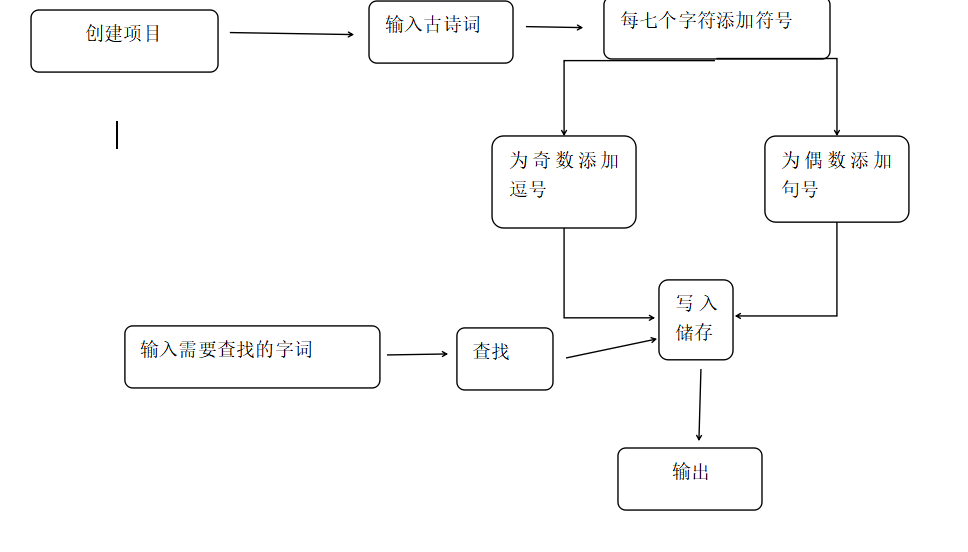 创建项目
输入古诗词
每七个字符添加符号
为奇数添加
逗号
为偶数添加
句号
写入
储存
输入需要查找的字词
查找
输出